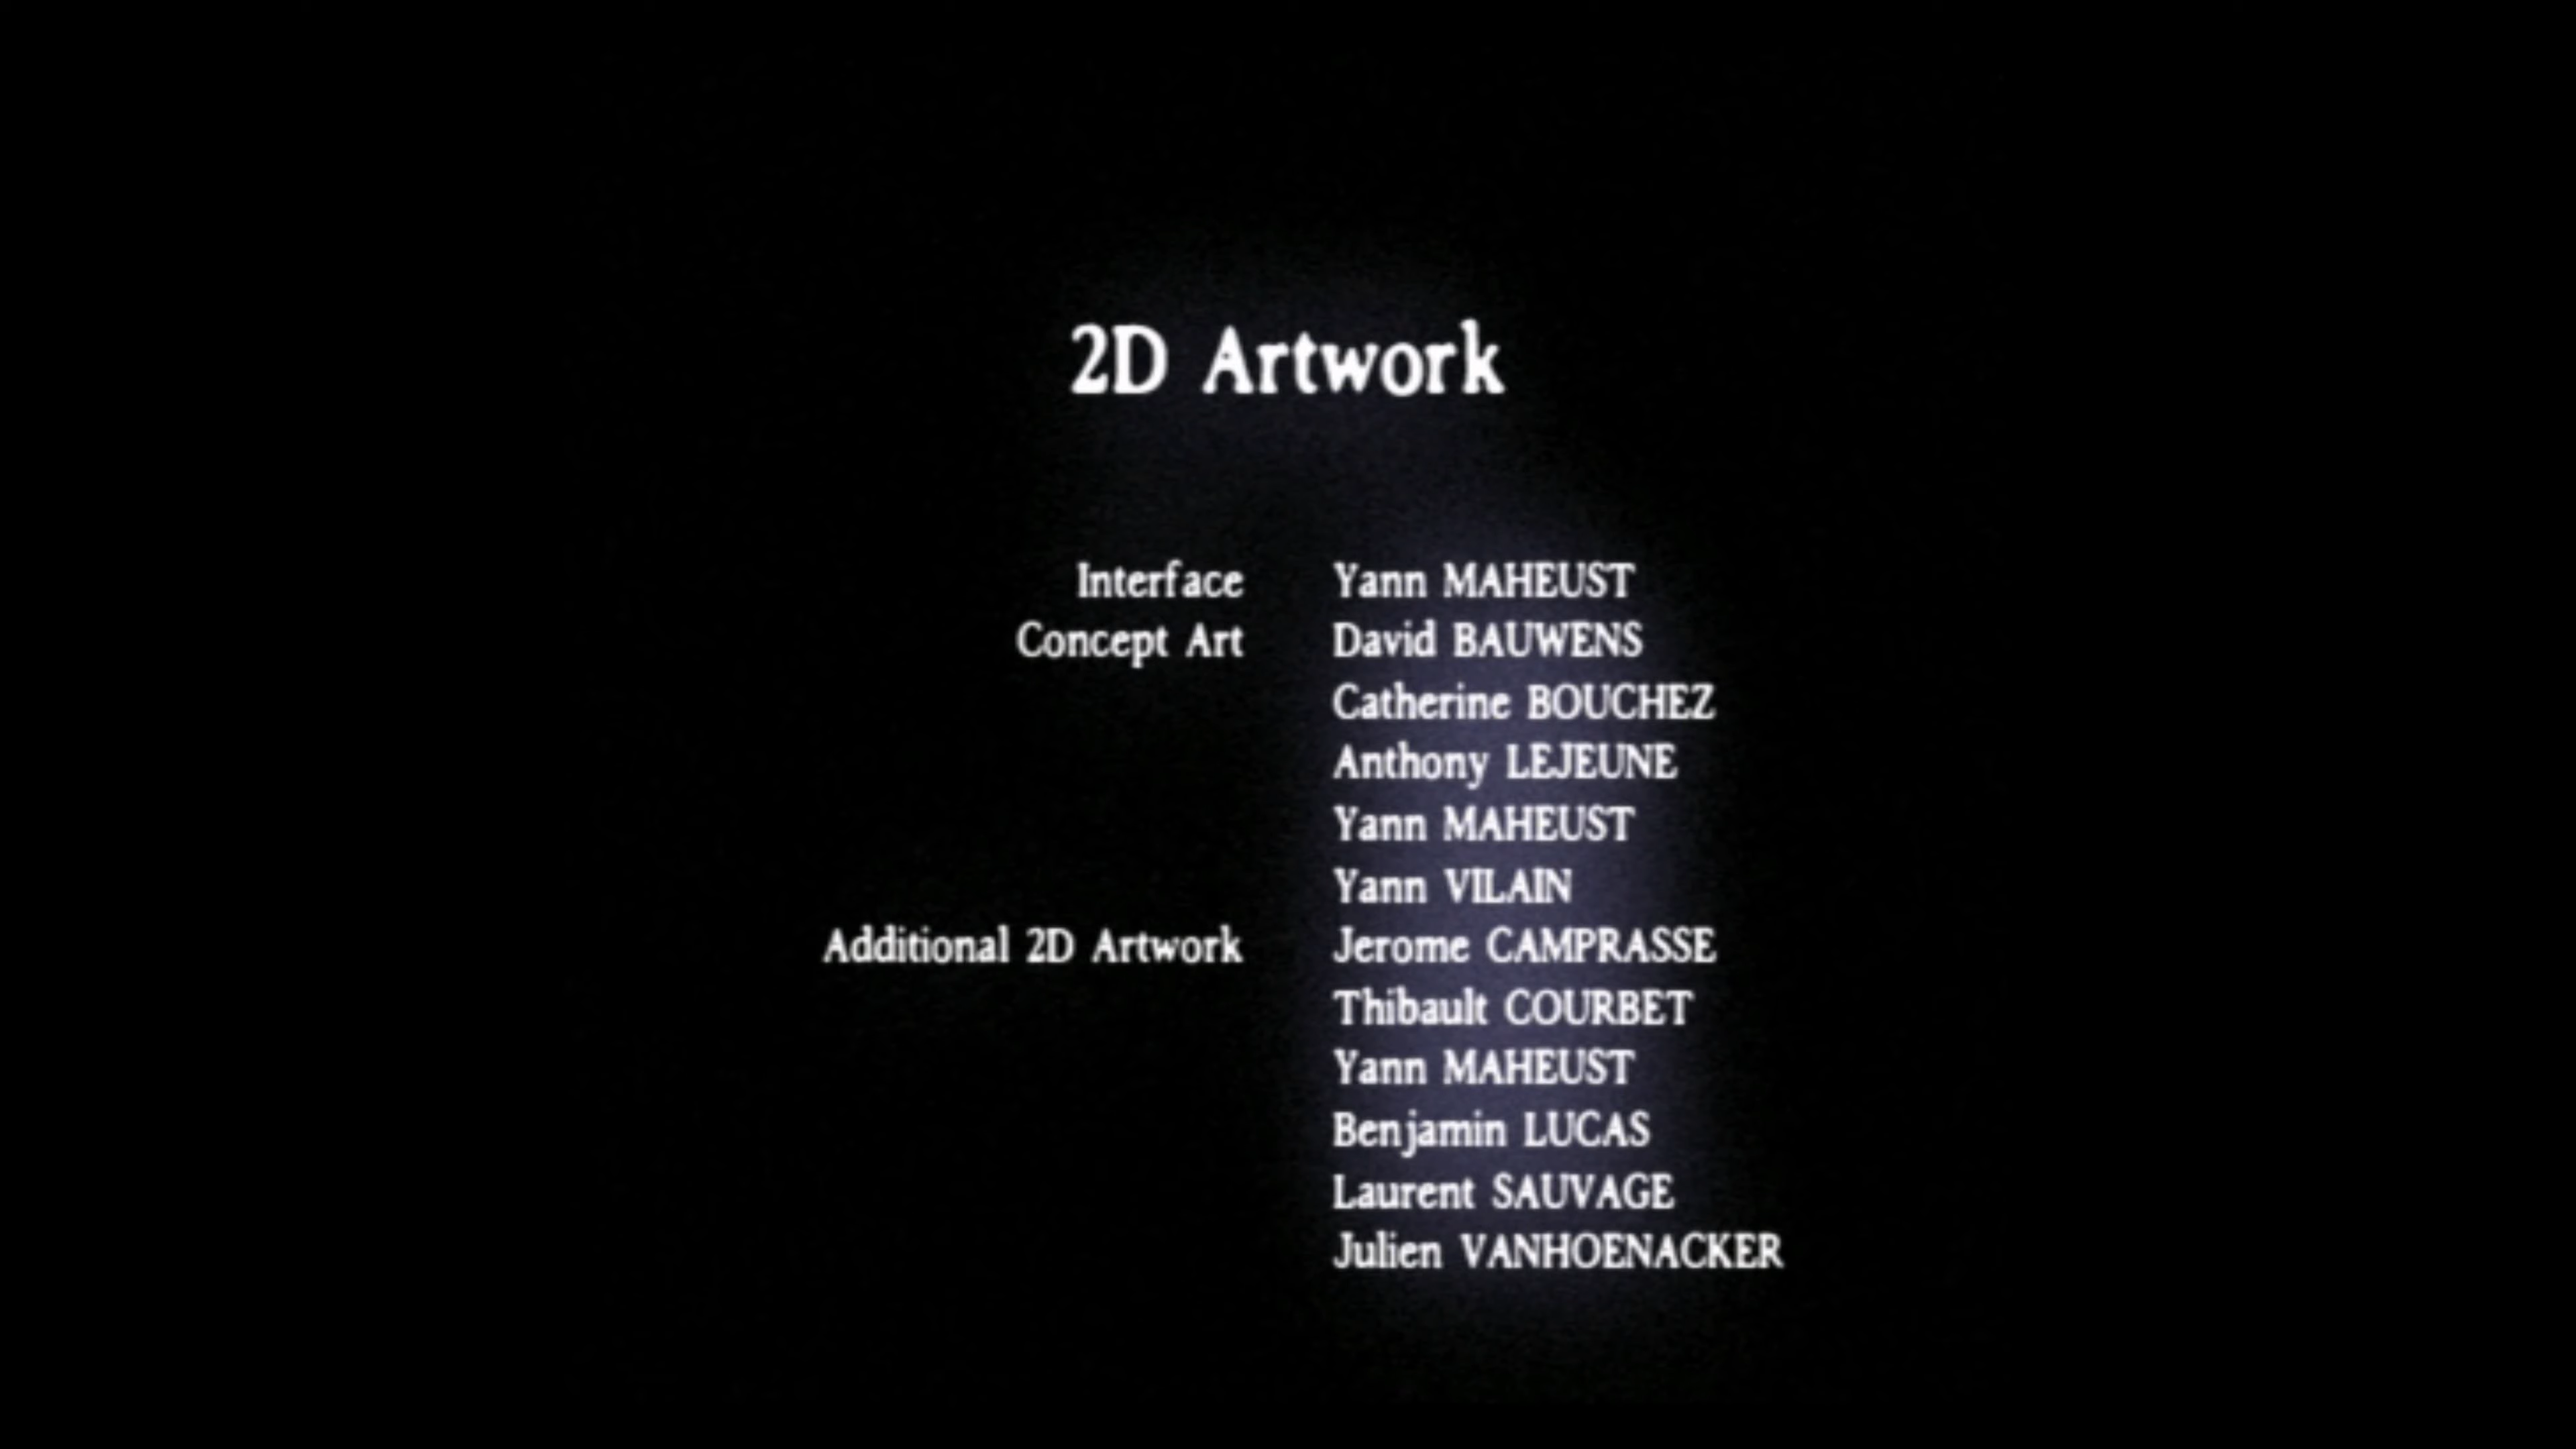 2D Artwork
Interface Yann MAHEUST
Concept Art David BAUWENS
Catherine BOUCHEZ
Anthony LEJEUNE
Yann MAHEUST
Yann VILAIN
Additional 2D Artwork Jerome CAMPRASSE
Thibault COURBET
Yann MAHEUST
Benjamin LUCAS
Laurent SAUVAGE
Julien VANHOENACKER